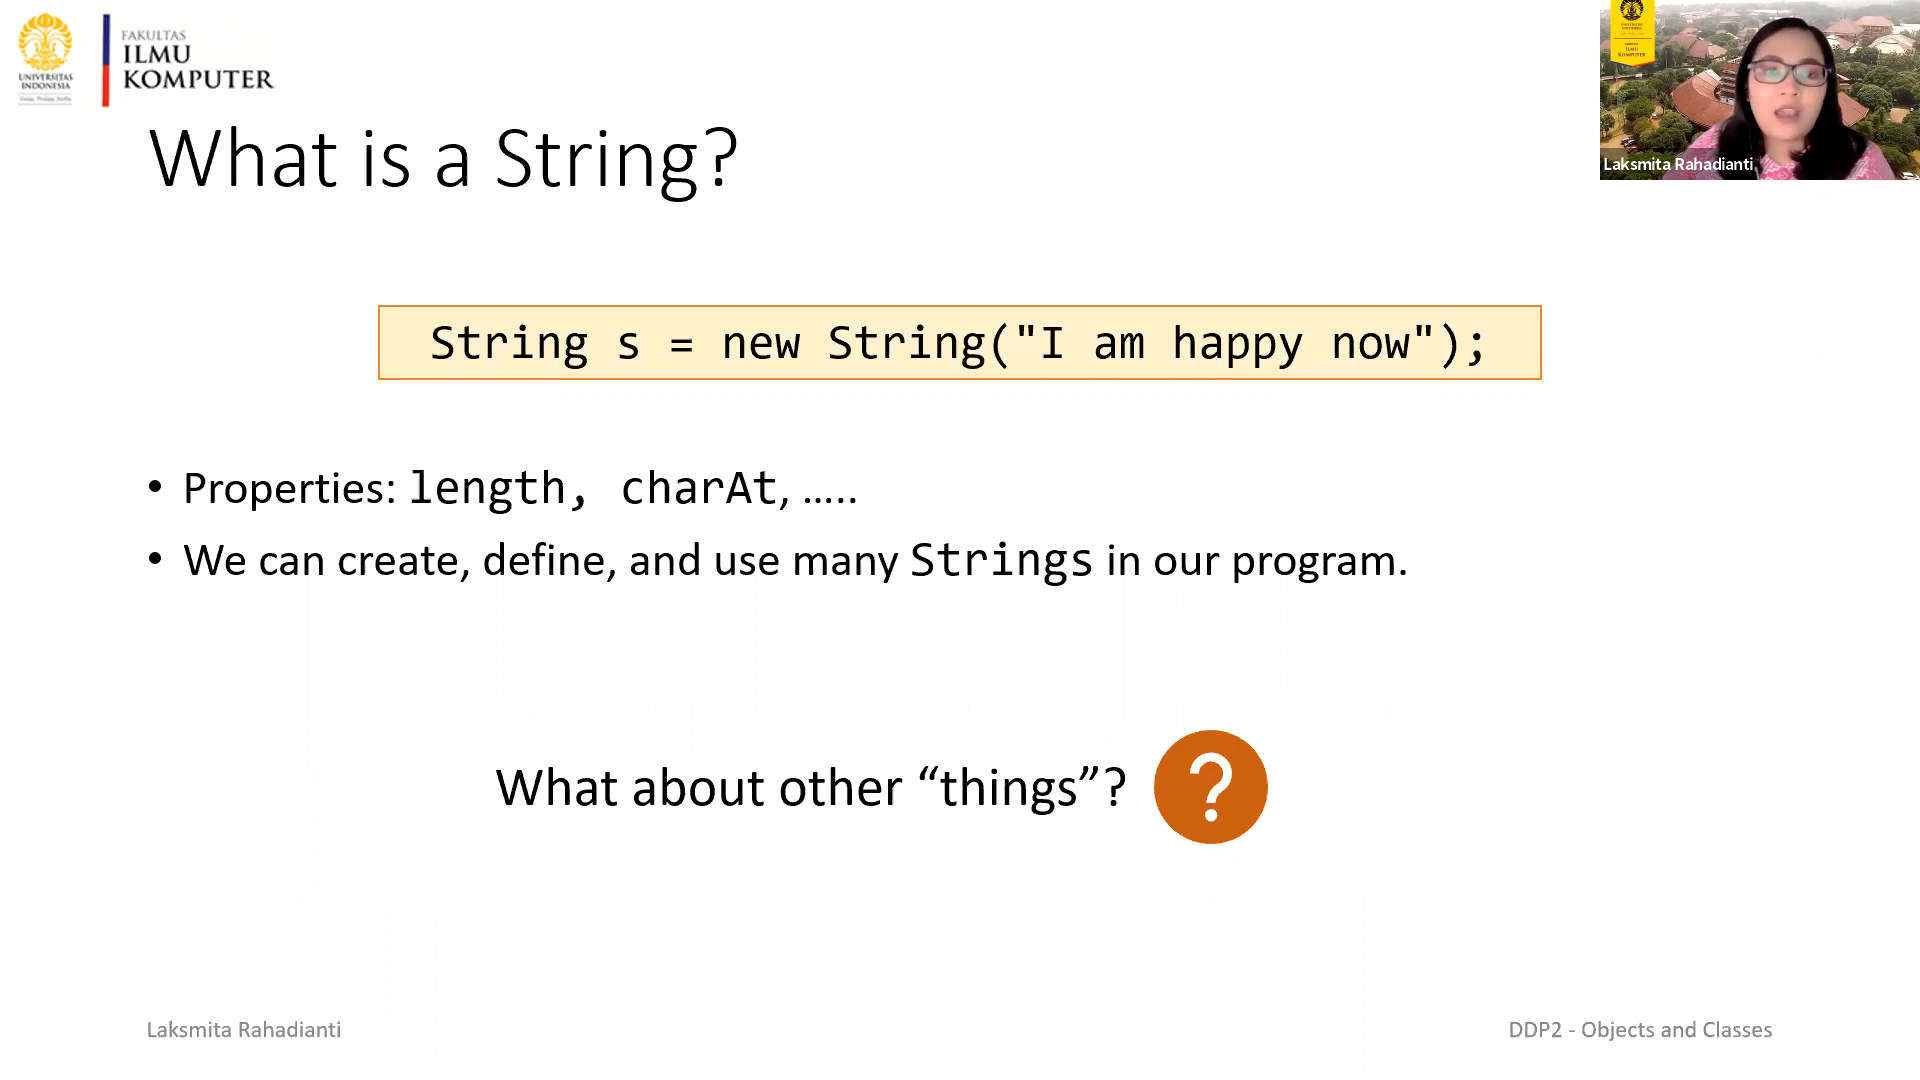 UNIVERSITAS
INDONESIA
FAKULTAS
ILMU
KOMPUTER
What is a String?
Laksmita Rahadianti
String s = new String("I am happy now");
• Properties: length, charAt, .....
• We can create, define, and use many Strings in our program.
What about other “things”?
?
Laksmita Rahadianti
DDP2 - Objects and Classes